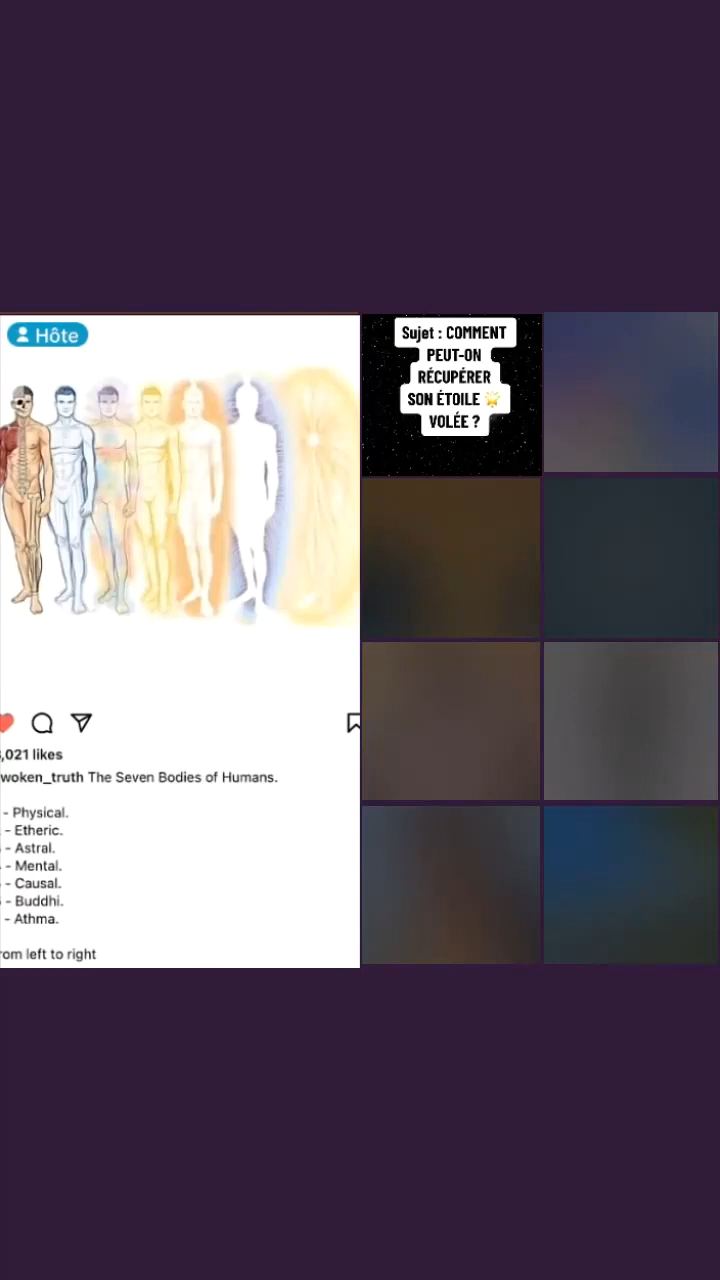 Hôte
Sujet : COMMENT
PEUT-ON
RÉCUPÉRER
SON ÉTOILE 🌟
VOLÉE ?
,021 likes
woken_truth The Seven Bodies of Humans.
- Physical.
- Etheric.
- Astral.
- Mental.
- Causal.
- Buddhi.
- Athma.
rom left to right